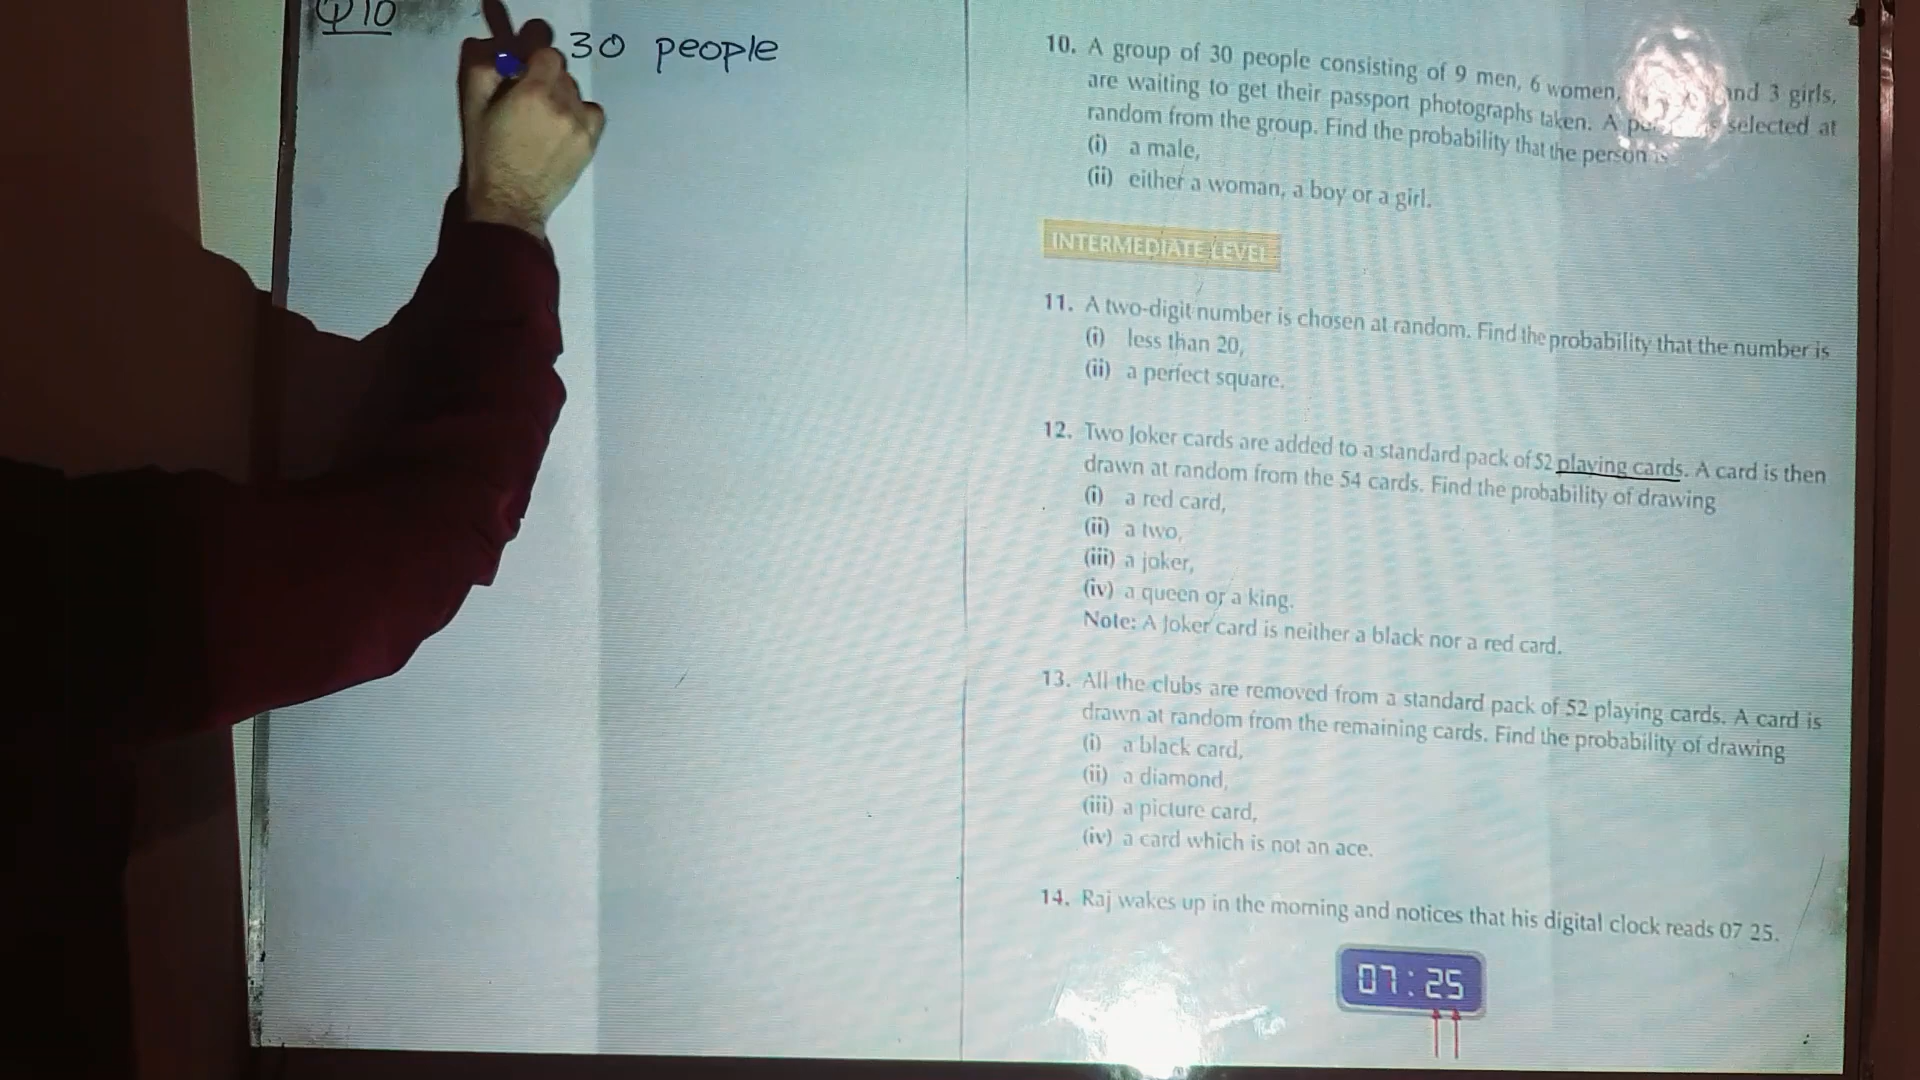 Q10
30 people
10. A group of 30 people consisting of 9 men, 6 women, and 3 girls,
are waiting to get their passport photographs taken. A selected at
random from the group. Find the probability that the person is
(i) a male,
(ii) either a woman, a boy or a girl.
INTERMEDIATE LEVEL
11. A two-digit number is chosen at random. Find the probability that the number is
(i) less than 20,
(ii) a perfect square.
12. Two Joker cards are added to a standard pack of 52 playing cards. A card is then
drawn at random from the 54 cards. Find the probability of drawing
(i) a red card,
(ii) a two,
(iii) a joker,
(iv) a queen or a king.
Note: A Joker card is neither a black nor a red card.
13. All the clubs are removed from a standard pack of 52 playing cards. A card is
drawn at random from the remaining cards. Find the probability of drawing
(i) a black card,
(ii) a diamond,
(iii) a picture card,
(iv) a card which is not an ace.
14. Raj wakes up in the morning and notices that his digital clock reads 07 25.
07:25